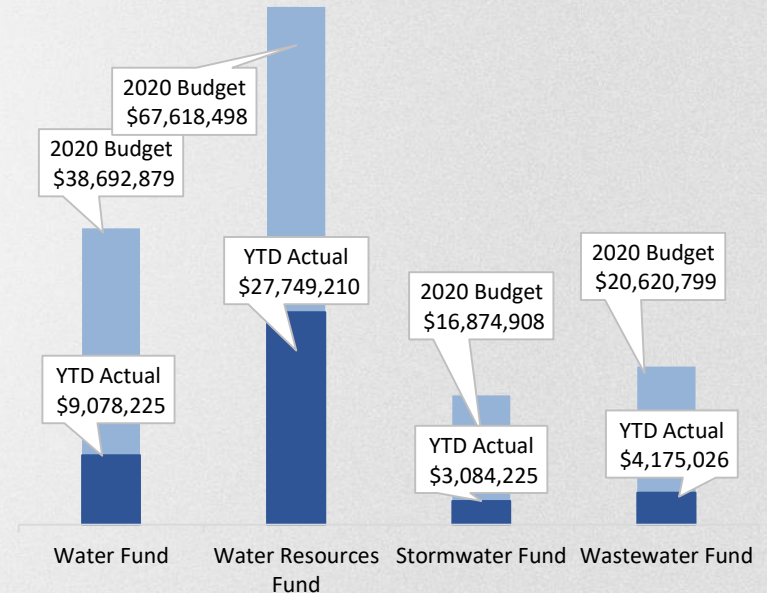 2020 Budget
$67,618,498
2020 Budget
$38,692,879
YTD Actual
$27,749,210
2020 Budget
$20,620,799
2020 Budget
$16,874,908
YTD Actual
$9,078,225
YTD Actual
$3,084,225
YTD Actual
$4,175,026
Water Fund
Water Resources
Fund
Stormwater Fund
Wastewater Fund